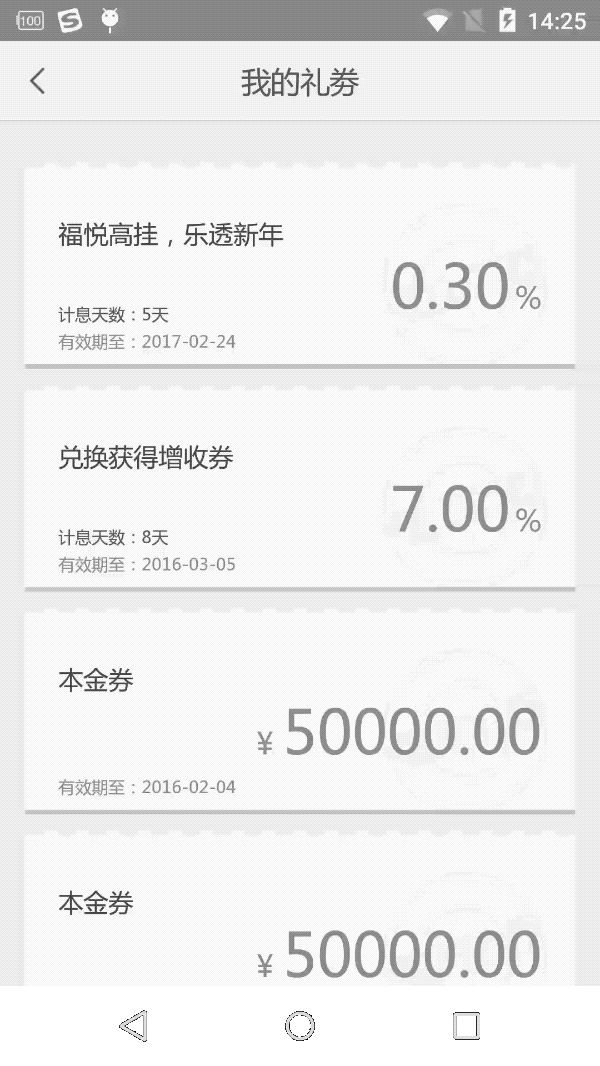 100 14:25
我的礼劵
福悦高挂，乐透新年
0.30%
计息天数：5天
有效期至：2017-02-24
兑换获得增收券
7.00%
计息天数：8天
有效期至：2016-03-05
本金券
¥ 50000.00
有效期至：2016-02-04
本金券
¥ 50000.00